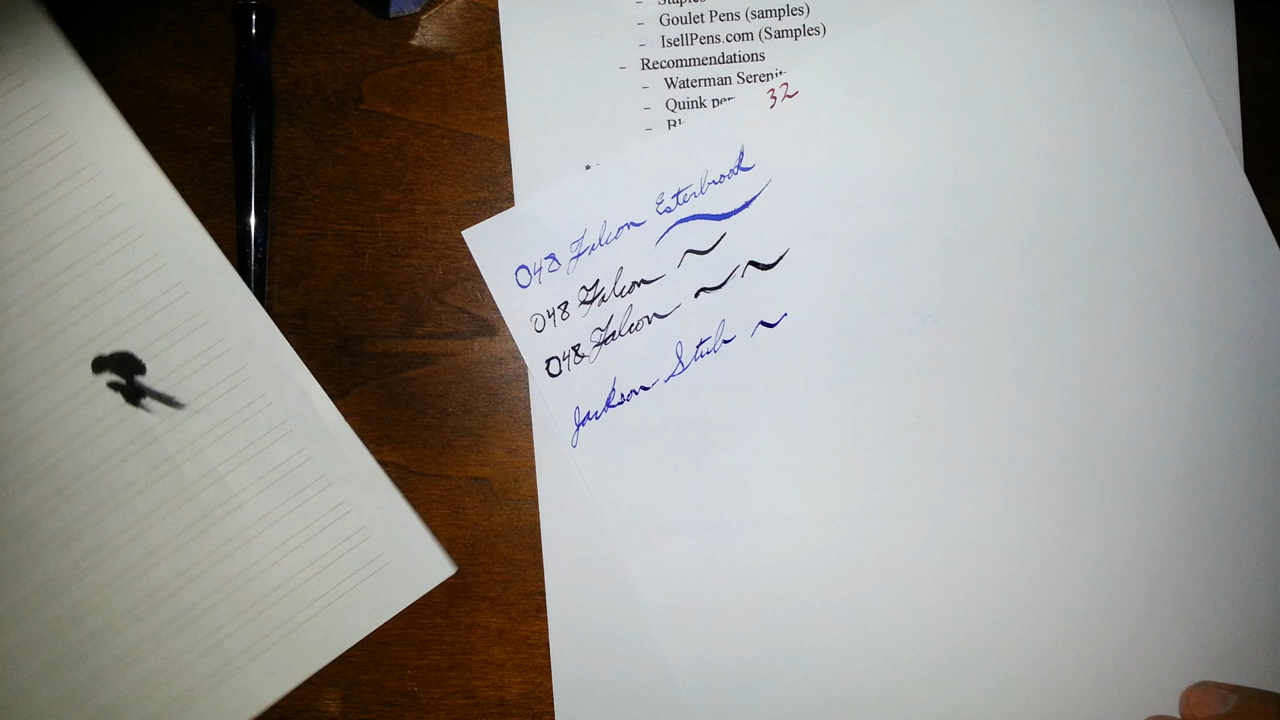 - Staples
- Goulet Pens (samples)
- IsellPens.com (Samples)
- Recommendations
- Waterman
- Quink
32
048 Falcon Esterbrook
048 Falcon ~
048 Falcon ~ ~
Jackson Stub ~